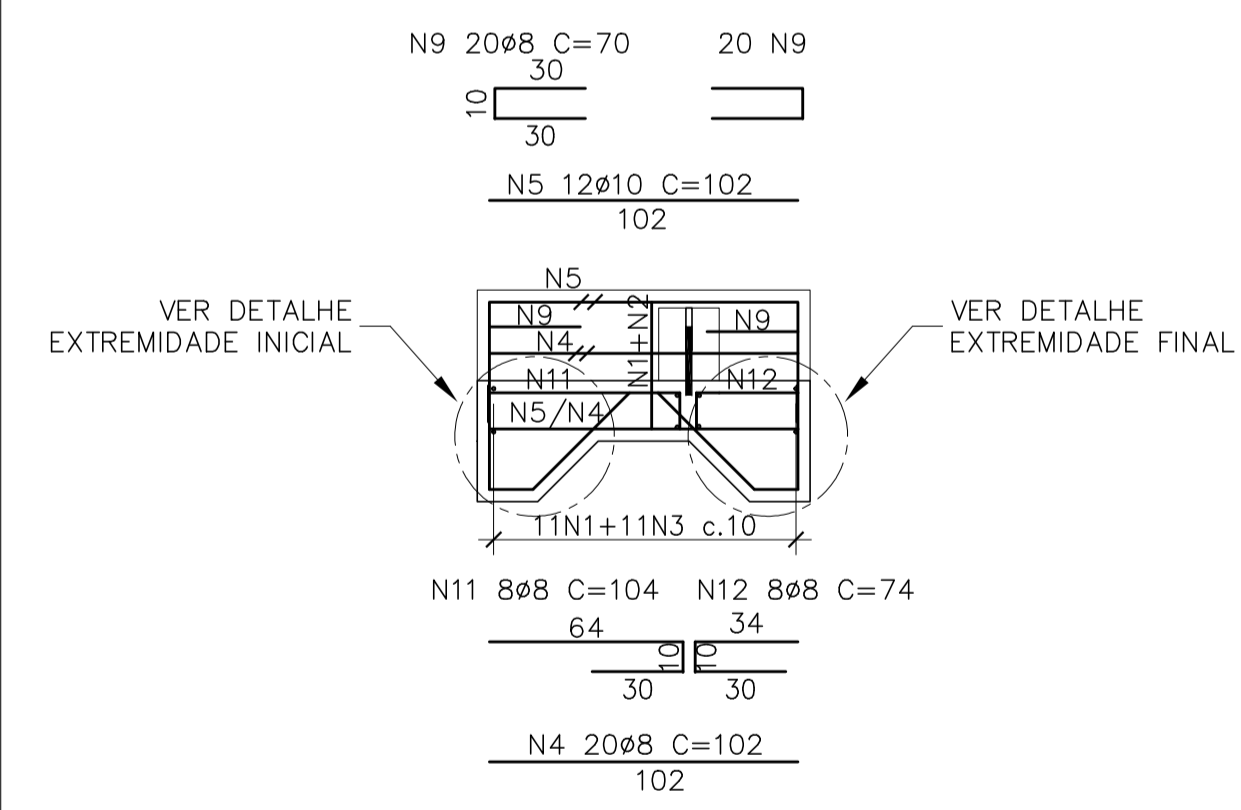 N9 20ø8 C=70
20 N9
30
10
30
N5 12ø10 C=102
102
N5
VER DETALHE
EXTREMIDADE INICIAL
VER DETALHE
EXTREMIDADE FINAL
N9
N1+N2
N9
N4
N11
N12
N5/N4
11N1+11N3 c.10
N11 8ø8 C=104
N12 8ø8 C=74
64
34
10
10
30
30
N4 20ø8 C=102
102